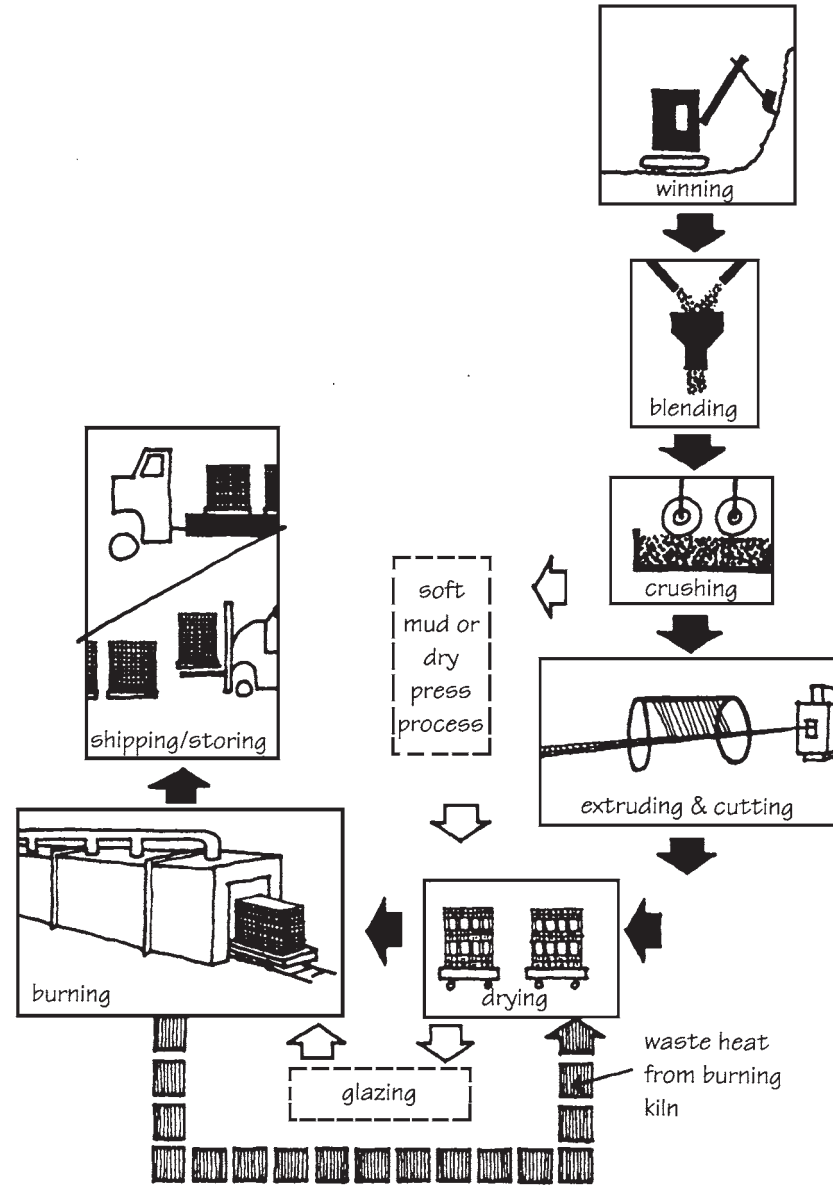 winning
blending
crushing
soft
mud or
dry
press
process
extruding & cutting
shipping/storing
drying
burning
glazing
waste heat
from burning
kiln